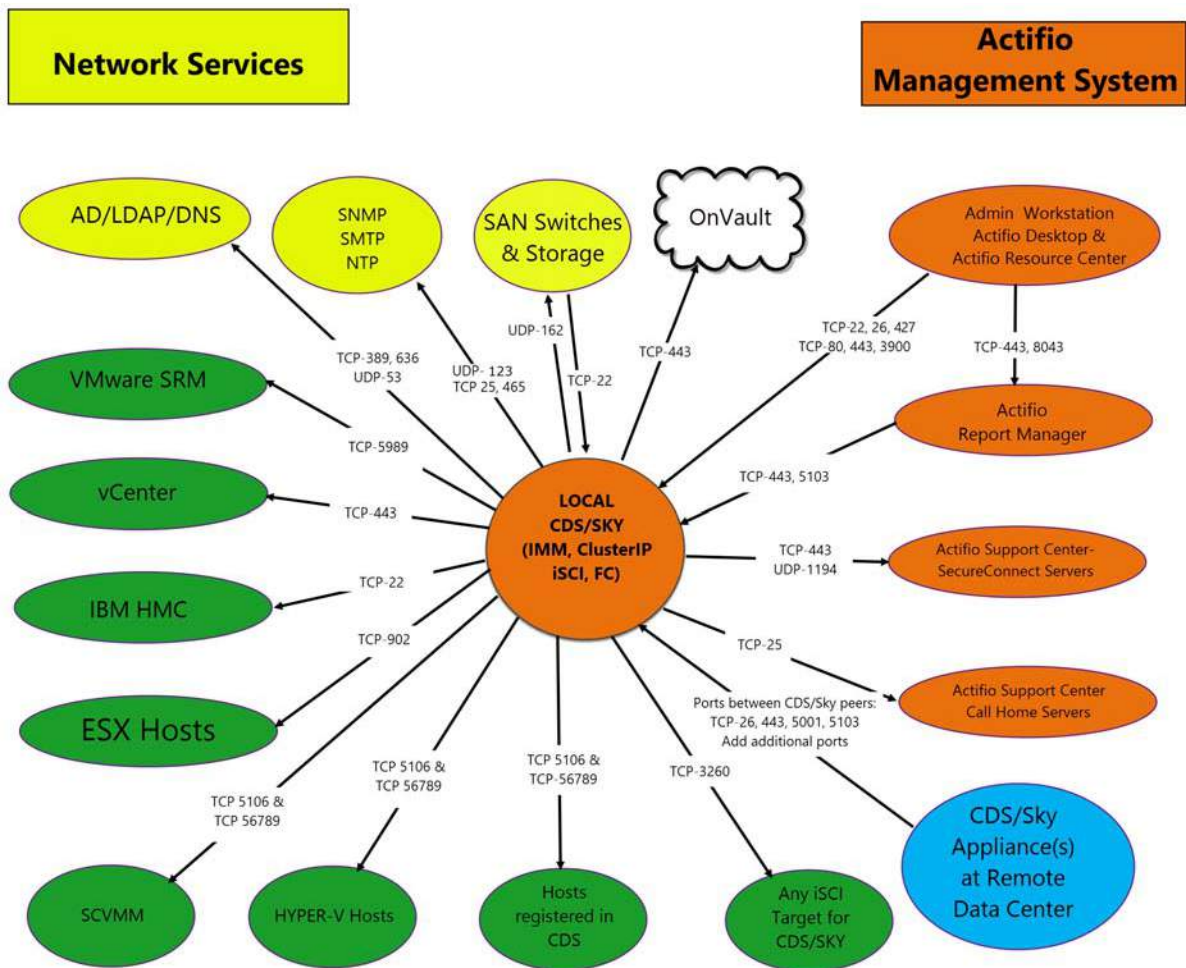 Network Services
Actifio
Management System
AD/LDAP/DNS
SNMP
SMTP
NTP
SAN Switches
& Storage
OnVault
Admin Workstation
Actifio Desktop &
Actifio Resource Center
UDP-162
TCP-22, 26, 427
TCP-80, 443, 3900
TCP-389, 636
UDP-53
UDP- 123
TCP 25, 465
TCP-22
TCP-443
TCP-443, 8043
VMware SRM
TCP-5989
Actifio
Report Manager
vCenter
TCP-443
TCP-443, 5103
LOCAL
CDS/SKY
(IMM, ClusterIP
iSCI, FC)
TCP-443
UDP-1194
Actifio Support Center-
SecureConnect Servers
IBM HMC
TCP-22
TCP-902
TCP-25
ESX Hosts
Ports between CDS/Sky peers:
TCP-26, 443, 5001, 5103
Add additional ports
Actifio Support Center
Call Home Servers
TCP 5106 &
TCP 56789
TCP 5106 &
TCP 56789
TCP 5106 &
TCP-56789
TCP-3260
CDS/Sky
Appliance(s)
at Remote
Data Center
SCVMM
HYPER-V Hosts
Hosts
registered in
CDS
Any iSCI
Target for
CDS/SKY